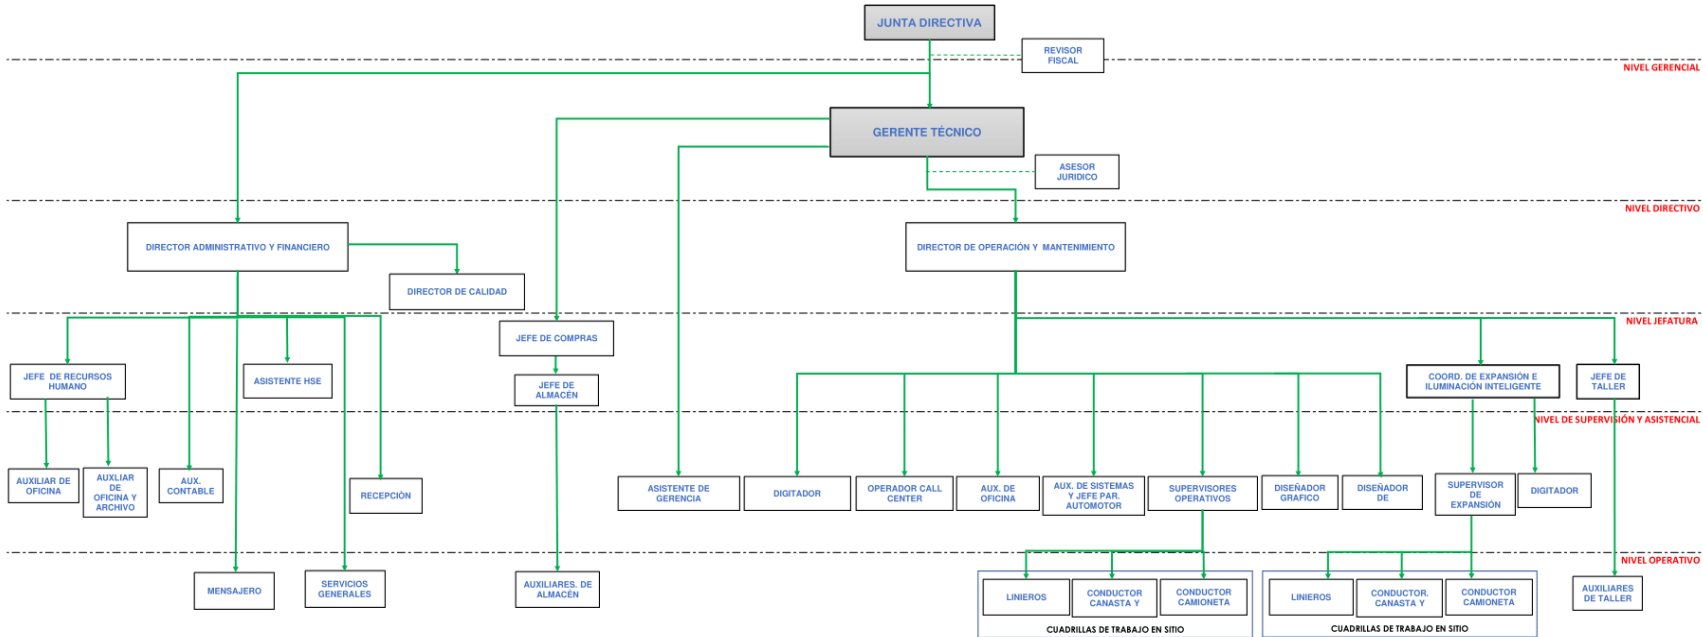 JUNTA DIRECTIVA
REVISOR
FISCAL
NIVEL GERENCIAL
GERENTE TÉCNICO
ASESOR
JURIDICO
NIVEL DIRECTIVO
DIRECTOR ADMINISTRATIVO Y FINANCIERO
DIRECTOR DE OPERACIÓN Y MANTENIMIENTO
DIRECTOR DE CALIDAD
NIVEL JEFATURA
JEFE DE COMPRAS
JEFE DE RECURSOS
HUMANO
ASISTENTE HSE
JEFE DE
ALMACÉN
COORD. DE EXPANSIÓN E
ILUMINACIÓN INTELIGENTE
JEFE DE
TALLER
NIVEL DE SUPERVISIÓN Y ASISTENCIAL
AUXILIAR DE
OFICINA
AUXLIAR
DE
OFICINA Y
ARCHIVO
AUX.
CONTABLE
RECEPCIÓN
ASISTENTE DE
GERENCIA
DIGITADOR
OPERADOR CALL
CENTER
AUX. DE
OFICINA
AUX. DE SISTEMAS
Y JEFE PAR.
AUTOMOTOR
SUPERVISORES
OPERATIVOS
DISEÑADOR
GRAFICO
DISEÑADOR
DE
SUPERVISOR
DE
EXPANSIÓN
DIGITADOR
NIVEL OPERATIVO
MENSAJERO
SERVICIOS
GENERALES
AUXILIARES. DE
ALMACÉN
LINIEROS
CONDUCTOR
CANASTA Y
CONDUCTOR
CAMIONETA
CUADRILLAS DE TRABAJO EN SITIO
LINIEROS
CONDUCTOR.
CANASTA Y
CONDUCTOR
CAMIONETA
CUADRILLAS DE TRABAJO EN SITIO
AUXILIARES
DE TALLER